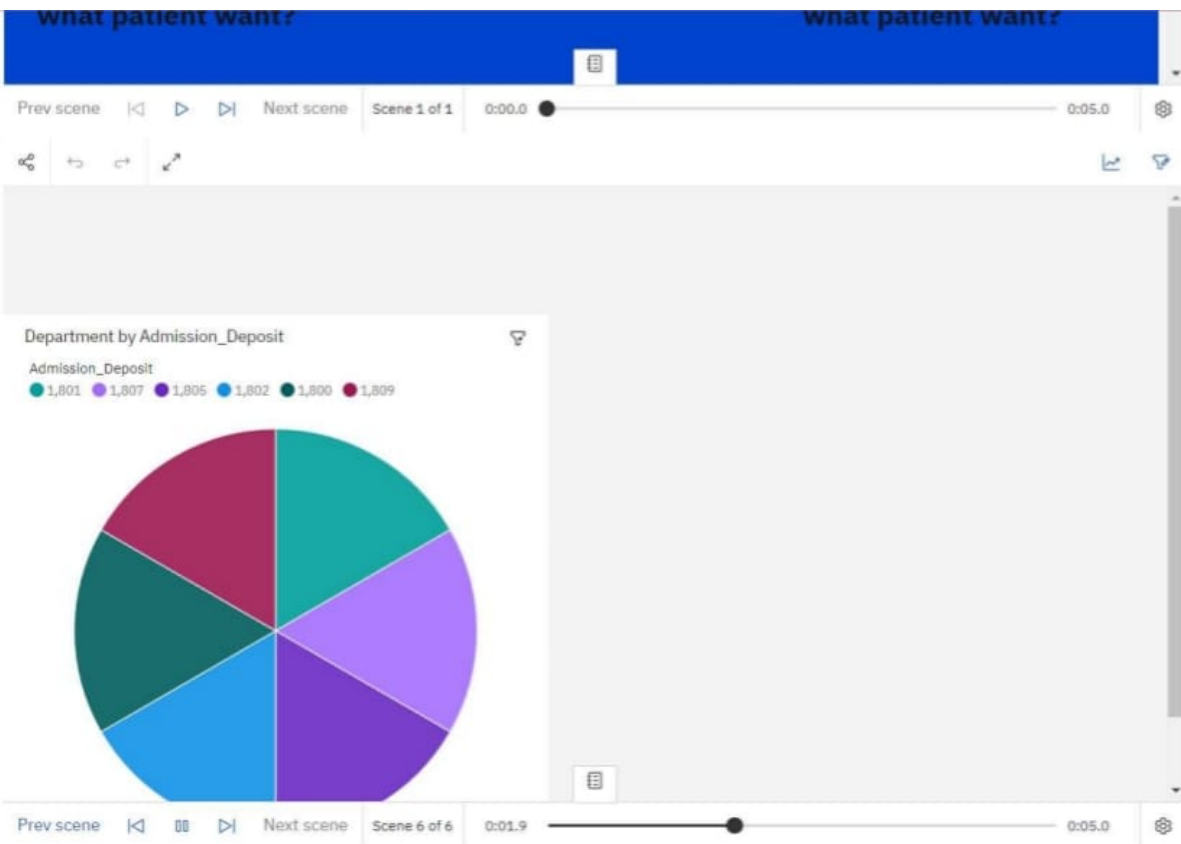 what patient want? what patient want?
Prev scene Next scene Scene 1 of 1 0:00.0 0:05.0
Department by Admission_Deposit
Admission_Deposit
1,801 1,807 1,805 1,802 1,800 1,809
Prev scene Next scene Scene 6 of 6 0:01.9 0:05.0